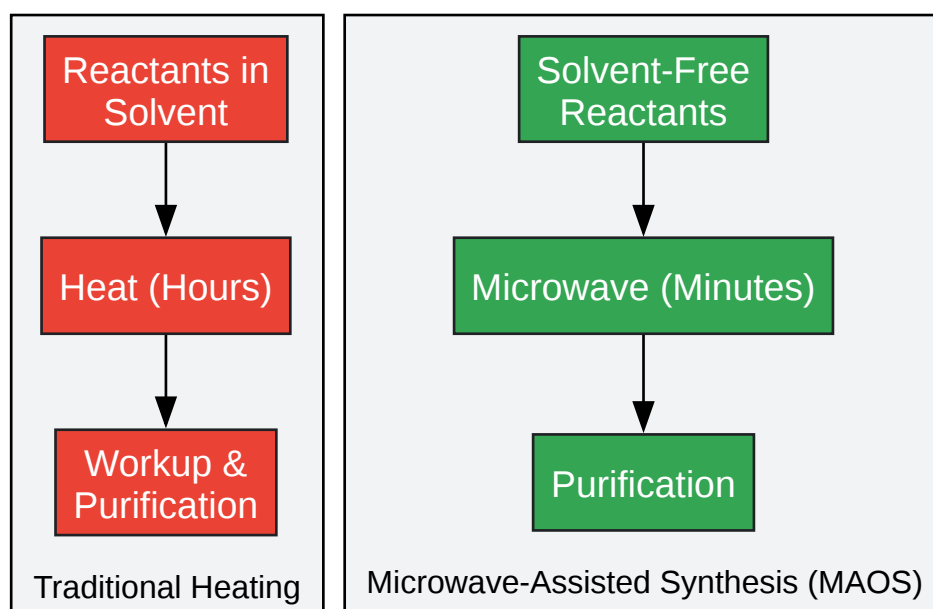 Reactants in
Solvent
Heat (Hours)
Workup &
Purification
Traditional Heating
Solvent-Free
Reactants
Microwave (Minutes)
Purification
Microwave-Assisted Synthesis (MAOS)